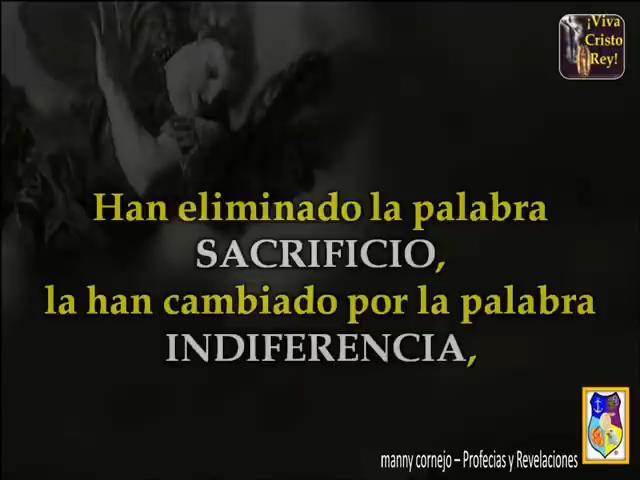 ¡Viva
Cristo
Rey!
Han eliminado la palabra
SACRIFICIO,
la han cambiado por la palabra
INDIFERENCIA,
manny cornejo – Profecias y Revelaciones